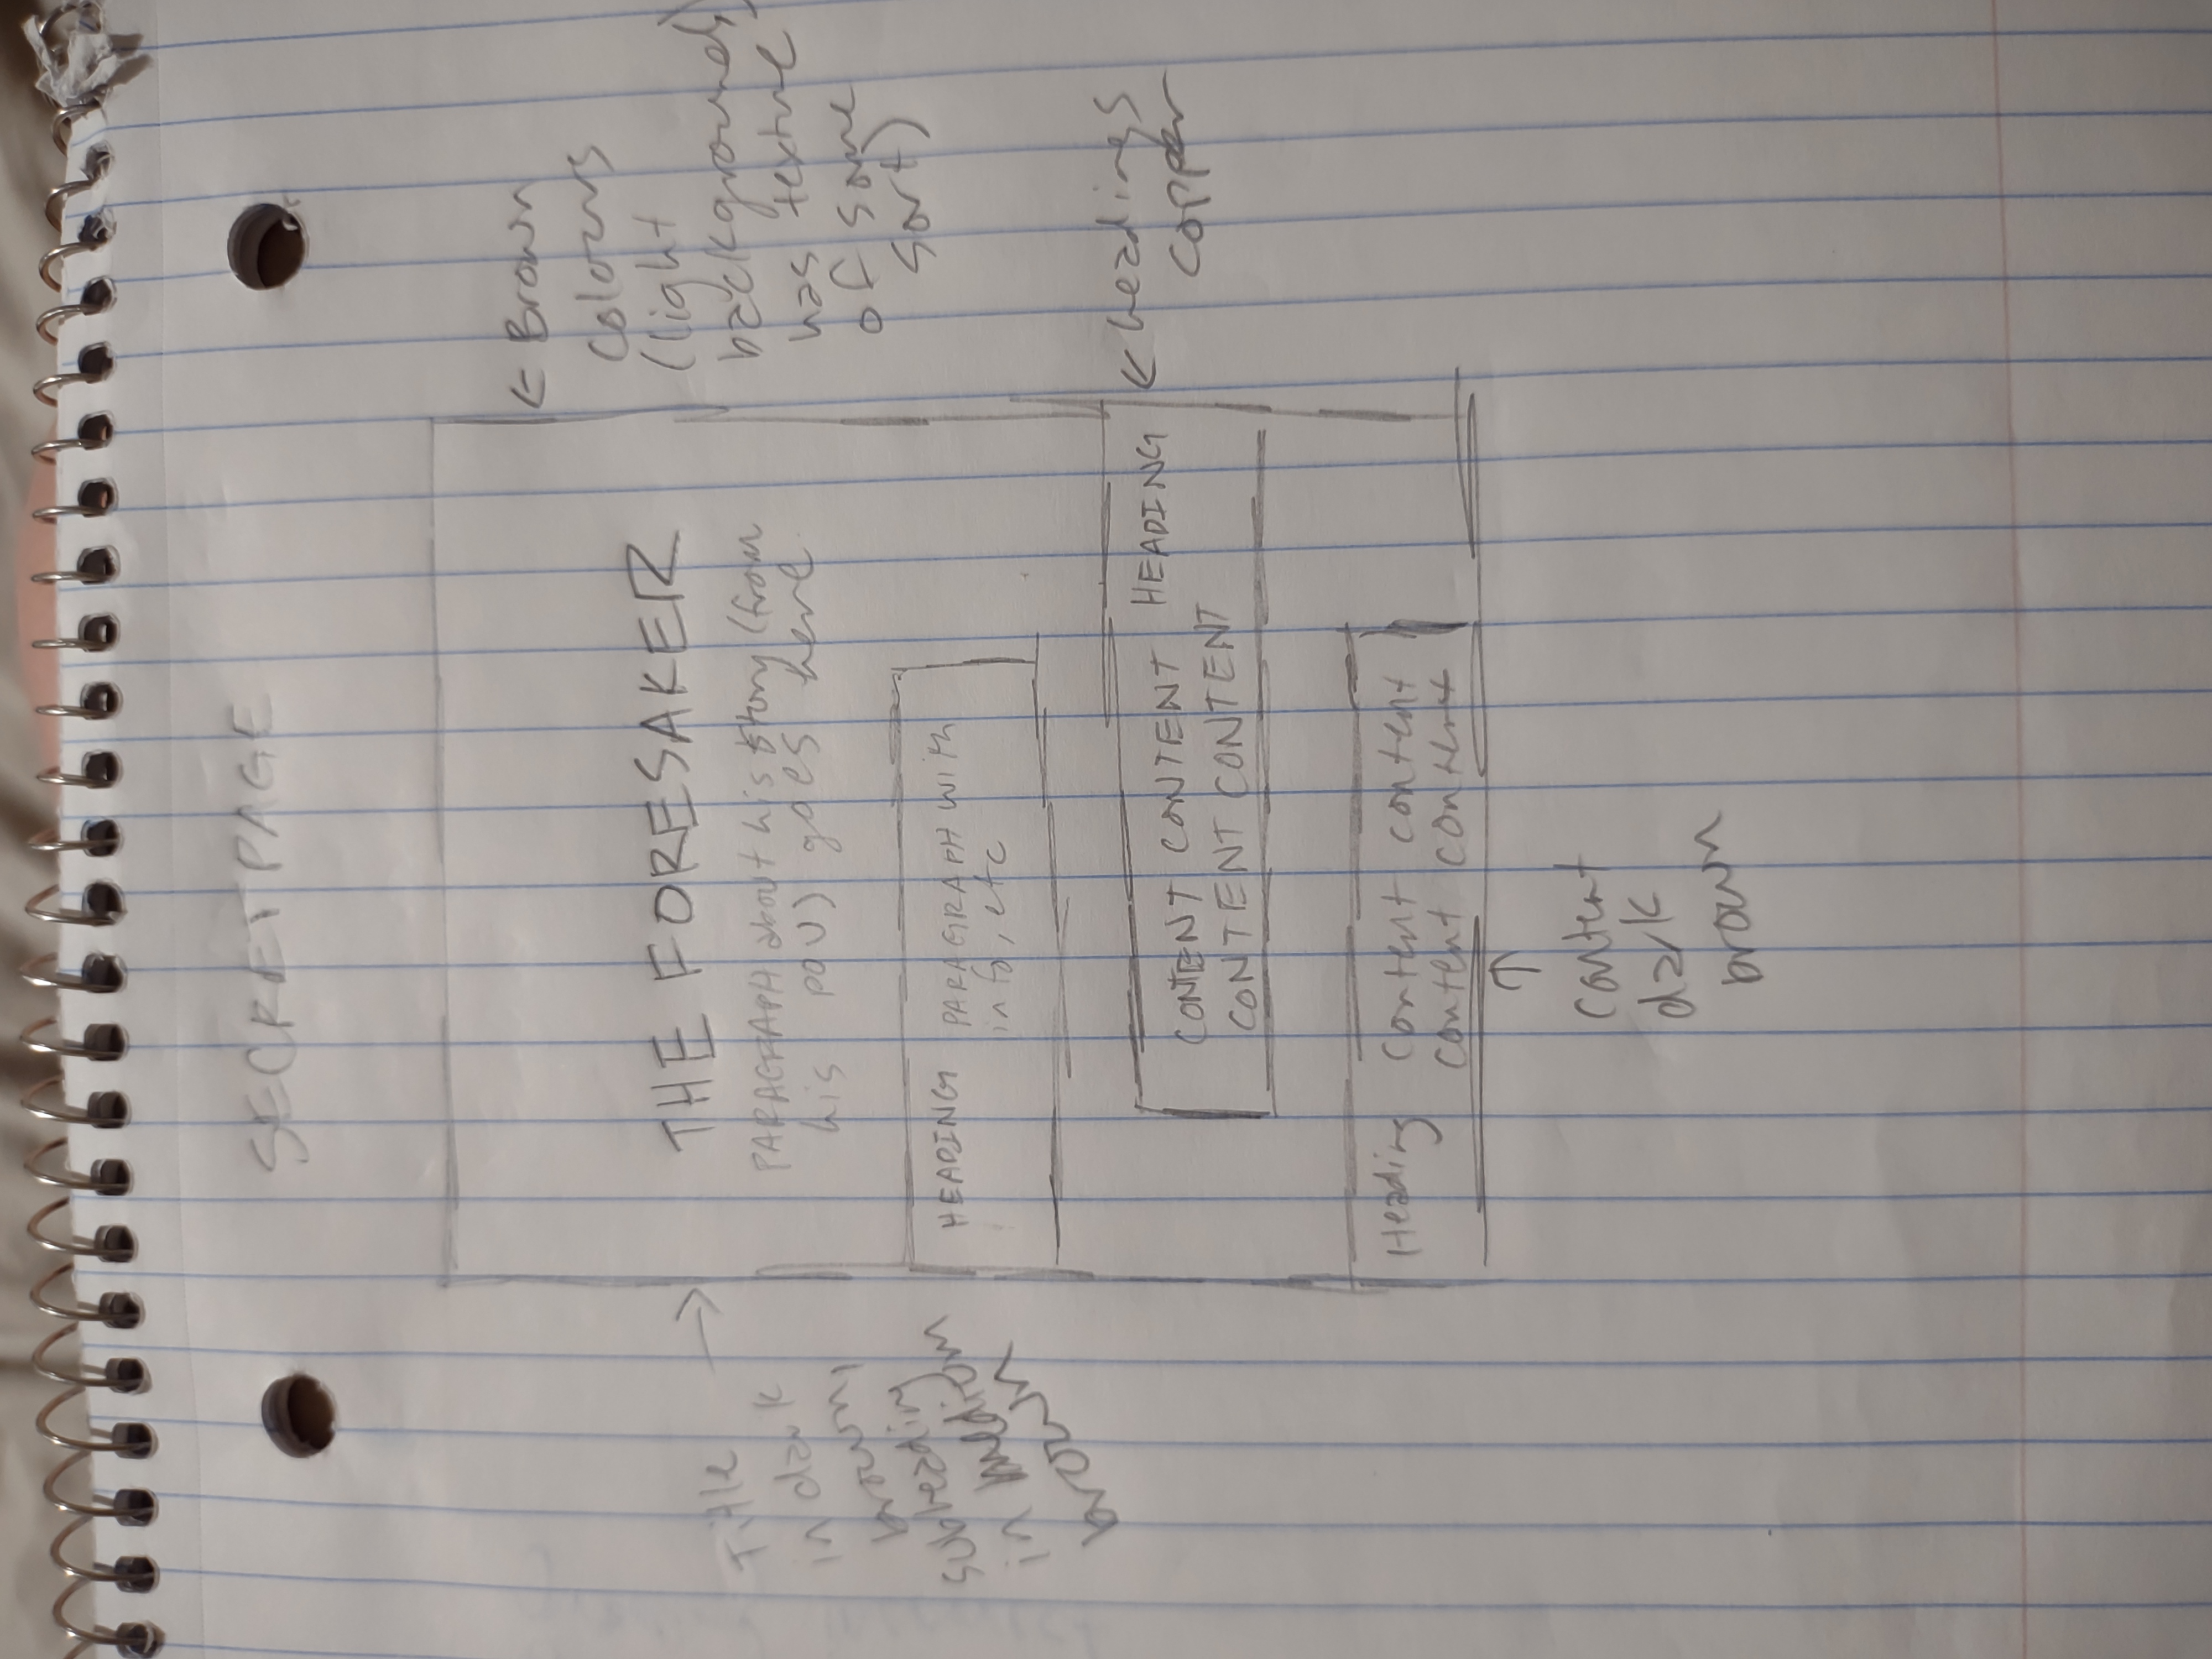 SECRET PAGE
← Brown
colours
(light
background,
has texture
of some
sort)
Title →
in dark
brown,
subheading
in medium
brown
THE FORESAKER
PARAGRAPH about his story (from
his POV) goes here
HEADING PARAGRAPH with
info, etc
CONTENT CONTENT HEADING
CONTENT CONTENT
← headings
copper
Heading content content
content content
↑
content
dark
brown